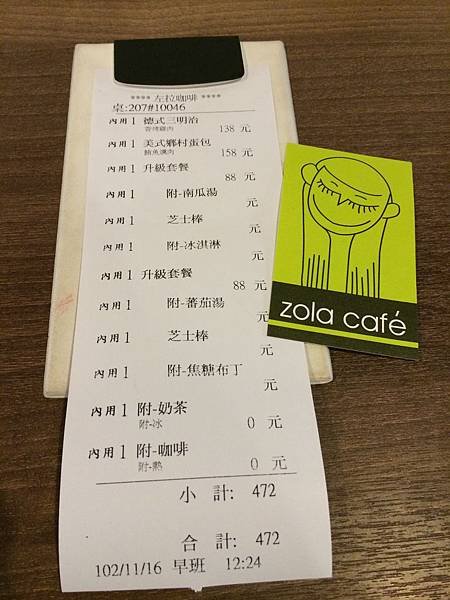 **** 左拉咖啡 ****
桌:207#10046
內用 1 德式三明治
香烤雞肉 138 元
內用 1 美式鄉村蛋包
鮪魚燻肉 158 元
內用 1 升級套餐
88 元
內用 1 附-南瓜湯
元
內用 1 芝士棒
元
內用 1 附-冰淇淋
元
內用 1 升級套餐
88 元
內用 1 附-蕃茄湯
元
內用 1 芝士棒
元
內用 1 附-焦糖布丁
元
內用 1 附-奶茶
附-冰 0 元
內用 1 附-咖啡
附-熱 0 元
小 計: 472
合 計: 472
102/11/16 早班 12:24
zola café